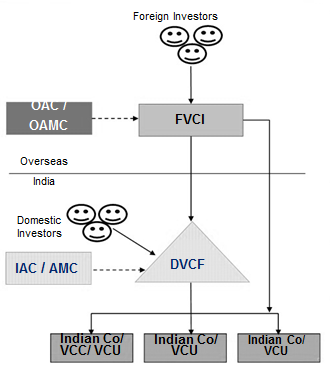 Foreign Investors
OAC /
OAMC
FVCI
Overseas
India
Domestic
Investors
IAC / AMC
DVCF
Indian Co/
VCC/ VCU
Indian Co/
VCU
Indian Co/
VCU